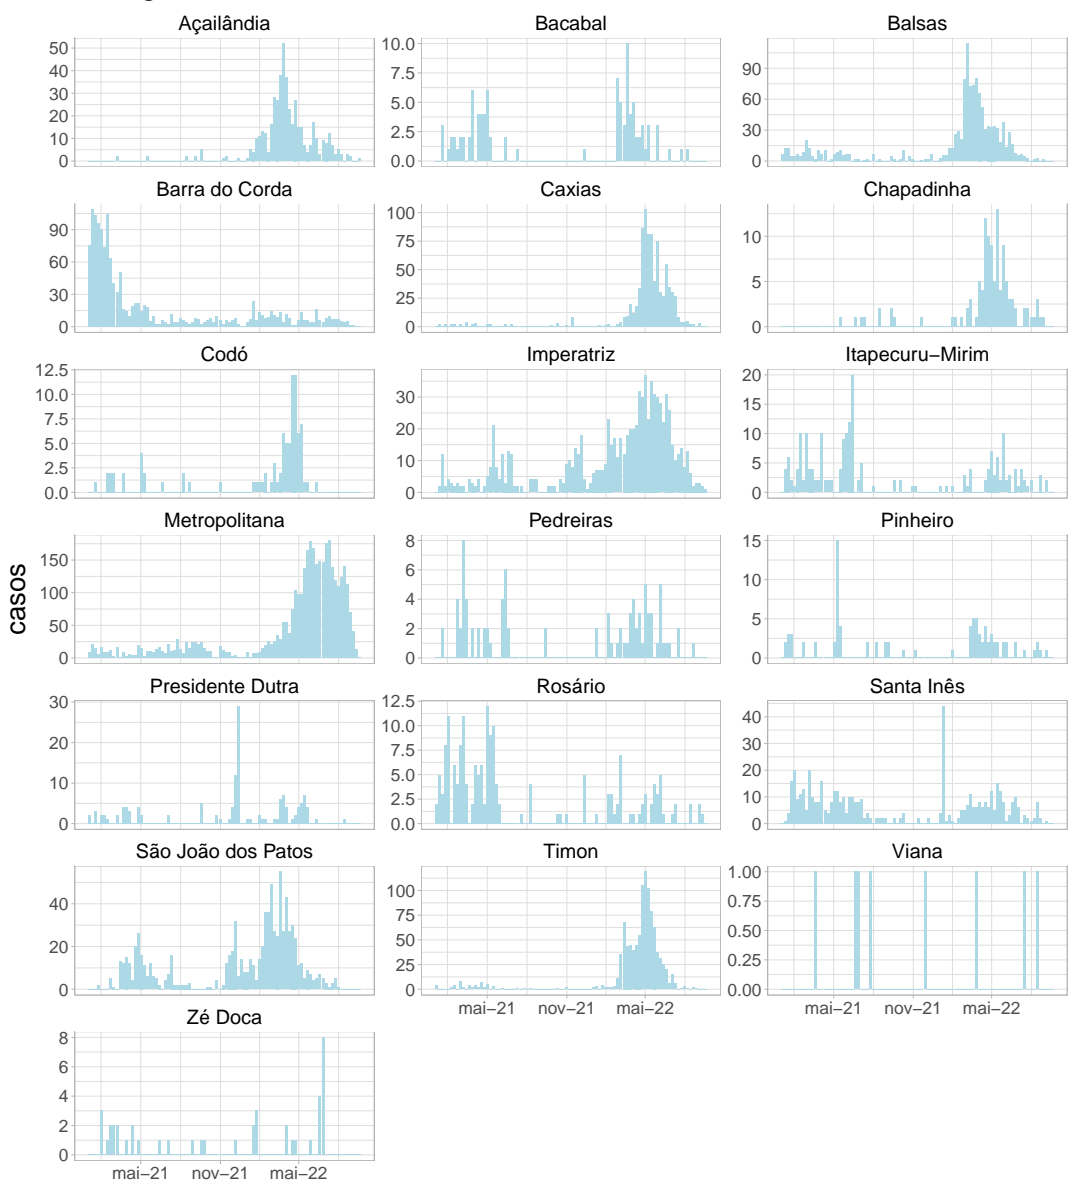 Açailândia Bacabal Balsas
50 40 30 20 10 0
10.0 7.5 5.0 2.5 0.0
90 60 30 0
Barra do Corda Caxias Chapadinha
90 60 30 0
100 75 50 25 0
10 5 0
Codó Imperatriz Itapecuru−Mirim
12.5 10.0 7.5 5.0 2.5 0.0
30 20 10 0
20 15 10 5 0
Metropolitana Pedreiras Pinheiro
150 100 50 0
8 6 4 2 0
15 10 5 0
casos
Presidente Dutra Rosário Santa Inês
30 20 10 0
12.5 10.0 7.5 5.0 2.5 0.0
40 30 20 10 0
São João dos Patos Timon Viana
40 20 0
100 75 50 25 0
1.00 0.75 0.50 0.25 0.00
mai−21 nov−21 mai−22
mai−21 nov−21 mai−22
Zé Doca
8 6 4 2 0
mai−21 nov−21 mai−22